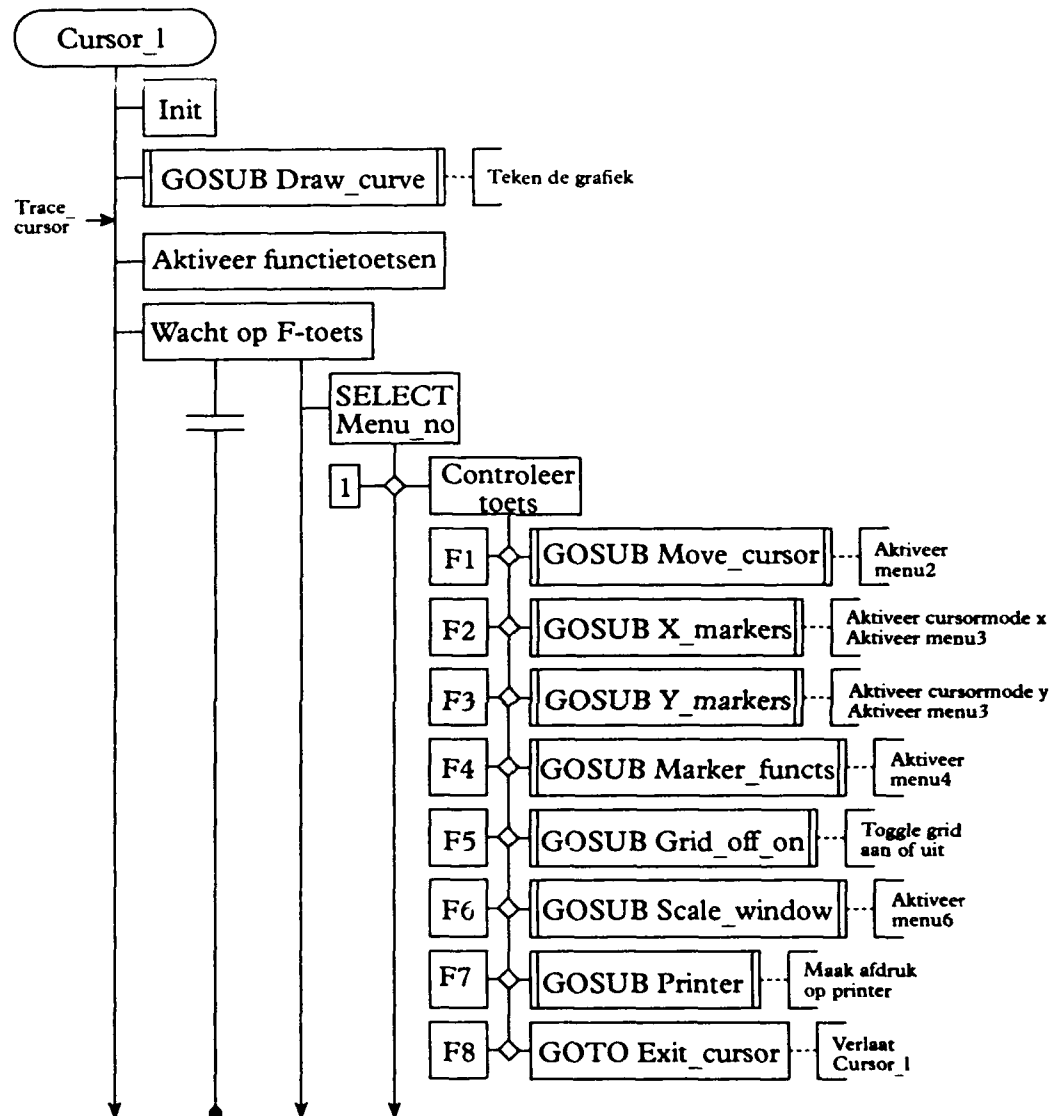 Cursor_1
Init
GOSUB Draw_curve
Teken de grafiek
Trace_
cursor
Aktiveer functietoetsen
Wacht op F-toets
SELECT
Menu_no
1
Controleer
toets
F1
GOSUB Move_cursor
Aktiveer
menu2
F2
GOSUB X_markers
Aktiveer cursormode x
Aktiveer menu3
F3
GOSUB Y_markers
Aktiveer cursormode y
Aktiveer menu3
F4
GOSUB Marker_functs
Aktiveer
menu4
F5
GOSUB Grid_off_on
Toggle grid
aan of uit
F6
GOSUB Scale_window
Aktiveer
menu6
F7
GOSUB Printer
Maak afdruk
op printer
F8
GOTO Exit_cursor
Verlaat
Cursor_1